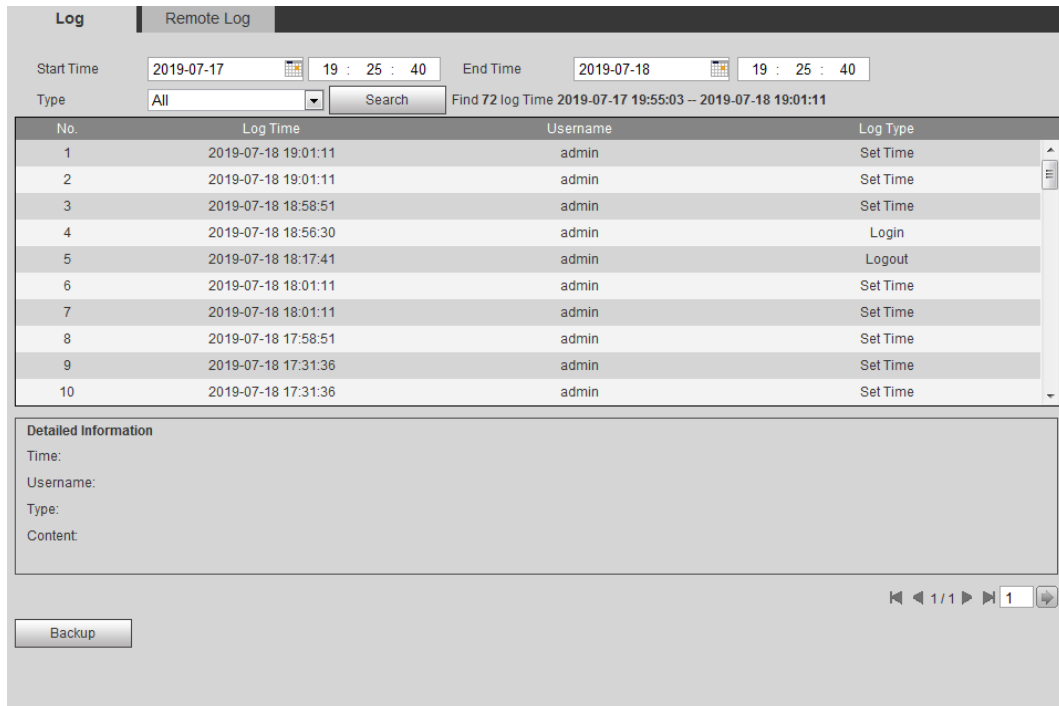 Log Remote Log
Start Time 2019-07-17 19 : 25 : 40 End Time 2019-07-18 19 : 25 : 40
Type All Search Find 72 log Time 2019-07-17 19:55:03 -- 2019-07-18 19:01:11
No. Log Time Username Log Type
1 2019-07-18 19:01:11 admin Set Time
2 2019-07-18 19:01:11 admin Set Time
3 2019-07-18 18:58:51 admin Set Time
4 2019-07-18 18:56:30 admin Login
5 2019-07-18 18:17:41 admin Logout
6 2019-07-18 18:01:11 admin Set Time
7 2019-07-18 18:01:11 admin Set Time
8 2019-07-18 17:58:51 admin Set Time
9 2019-07-18 17:31:36 admin Set Time
10 2019-07-18 17:31:36 admin Set Time
Detailed Information
Time:
Username:
Type:
Content:
1/1 1
Backup